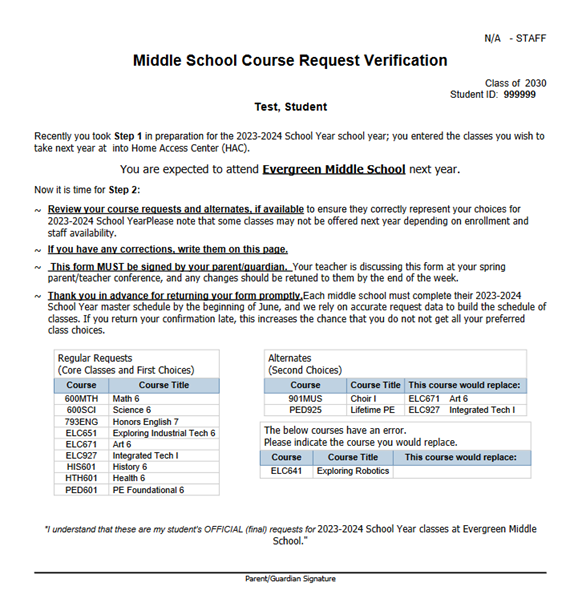 N/A - STAFF
Middle School Course Request Verification
Class of 2030
Student ID: 999999
Test, Student
Recently you took Step 1 in preparation for the 2023-2024 School Year school year; you entered the classes you wish to
take next year at into Home Access Center (HAC).
You are expected to attend Evergreen Middle School next year.
Now it is time for Step 2:
~ Review your course requests and alternates, if available to ensure they correctly represent your choices for
2023-2024 School YearPlease note that some classes may not be offered next year depending on enrollment and
staff availability.
~ If you have any corrections, write them on this page.
~ This form MUST be signed by your parent/guardian. Your teacher is discussing this form at your spring
parent/teacher conference, and any changes should be retuned to them by the end of the week.
~ Thank you in advance for returning your form promptly.Each middle school must complete their 2023-2024
School Year master schedule by the beginning of June, and we rely on accurate request data to build the schedule of
classes. If you return your confirmation late, this increases the chance that you do not not get all your preferred
class choices.
Regular Requests
(Core Classes and First Choices)
Course Course Title
600MTH Math 6
600SCI Science 6
793ENG Honors English 7
ELC651 Exploring Industrial Tech 6
ELC671 Art 6
ELC927 Integrated Tech I
HIS601 History 6
HTH601 Health 6
PED601 PE Foundational 6
Alternates
(Second Choices)
Course Course Title This course would replace:
901MUS Choir I ELC671 Art 6
PED925 Lifetime PE ELC927 Integrated Tech I
The below courses have an error.
Please indicate the course you would replace.
Course Course Title This course would replace:
ELC641 Exploring Robotics
"I understand that these are my student's OFFICIAL (final) requests for 2023-2024 School Year classes at Evergreen Middle
School."
Parent/Guardian Signature